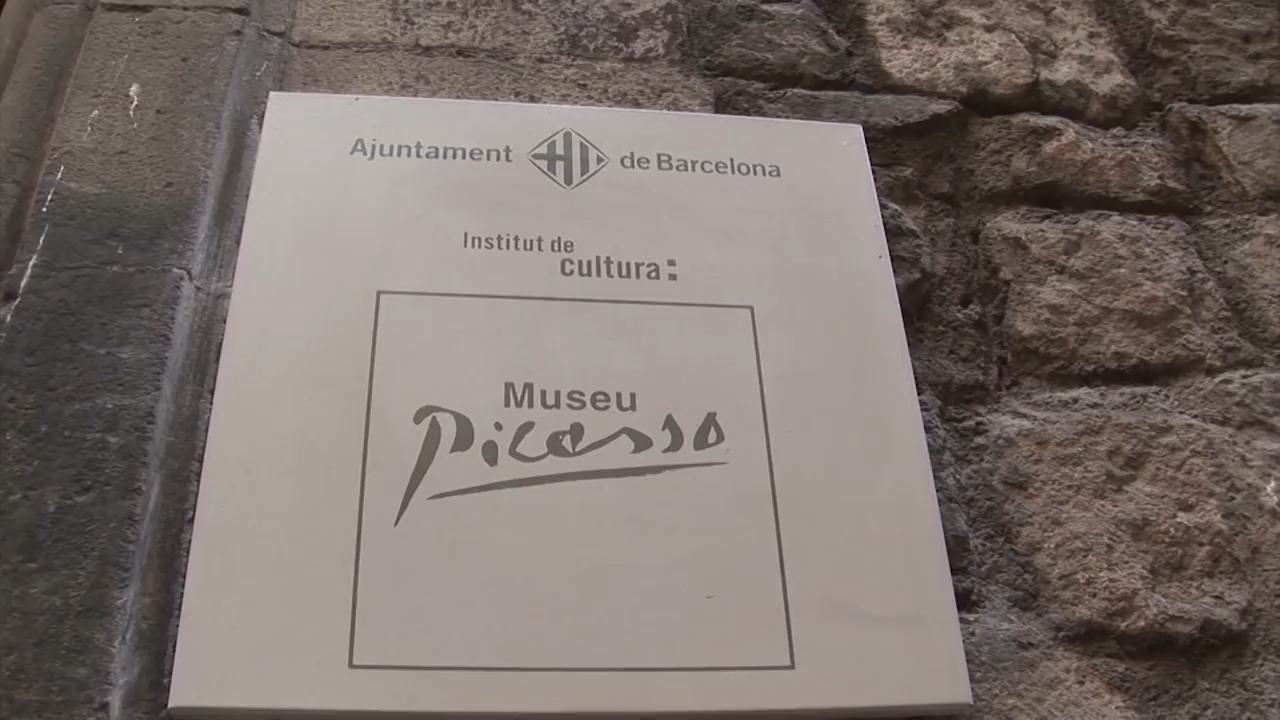 Ajuntament de Barcelona
Institut de
cultura:
Museu
Picasso